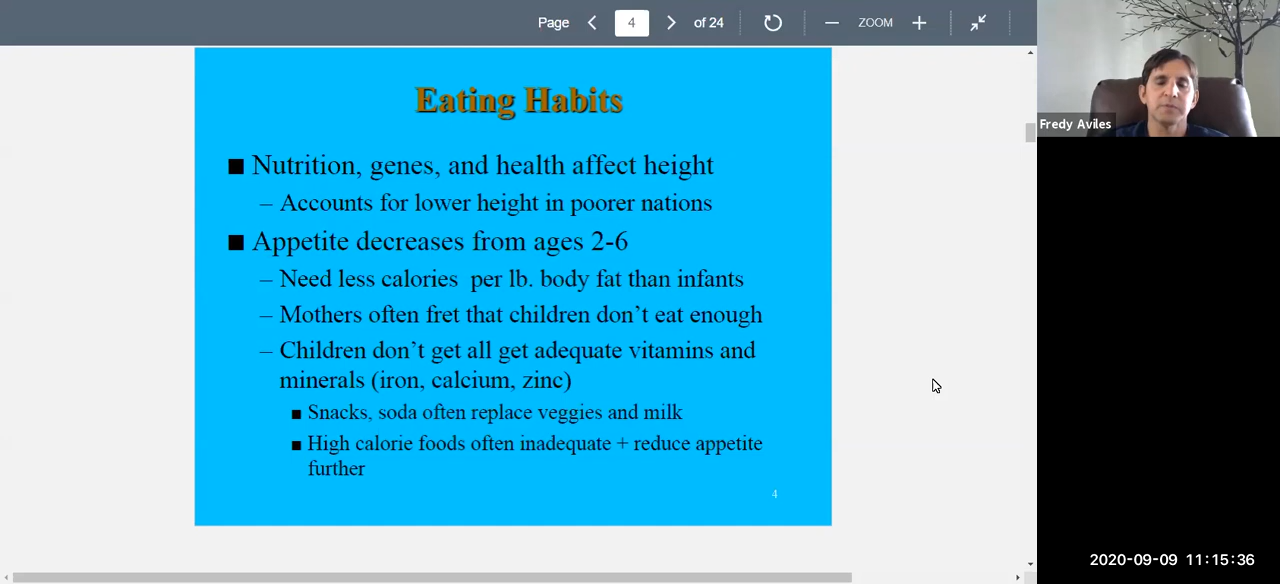 Page 4 of 24 ZOOM
Eating Habits
■ Nutrition, genes, and health affect height
– Accounts for lower height in poorer nations
■ Appetite decreases from ages 2-6
– Need less calories per lb. body fat than infants
– Mothers often fret that children don’t eat enough
– Children don’t get all get adequate vitamins and
minerals (iron, calcium, zinc)
■ Snacks, soda often replace veggies and milk
■ High calorie foods often inadequate + reduce appetite
further
4
Fredy Aviles
2020-09-09 11:15:36